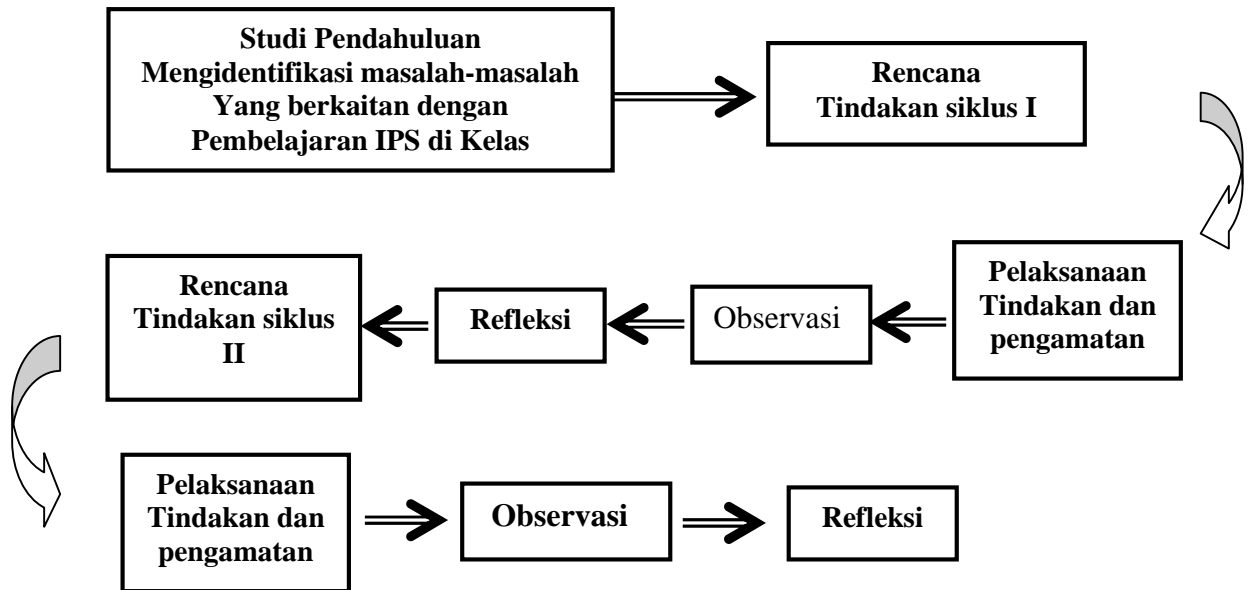 Studi Pendahuluan
Mengidentifikasi masalah-masalah
Yang berkaitan dengan
Pembelajaran IPS di Kelas
Rencana
Tindakan siklus I
Pelaksanaan
Tindakan dan
pengamatan
Observasi
Refleksi
Rencana
Tindakan siklus
II
Pelaksanaan
Tindakan dan
pengamatan
Observasi
Refleksi